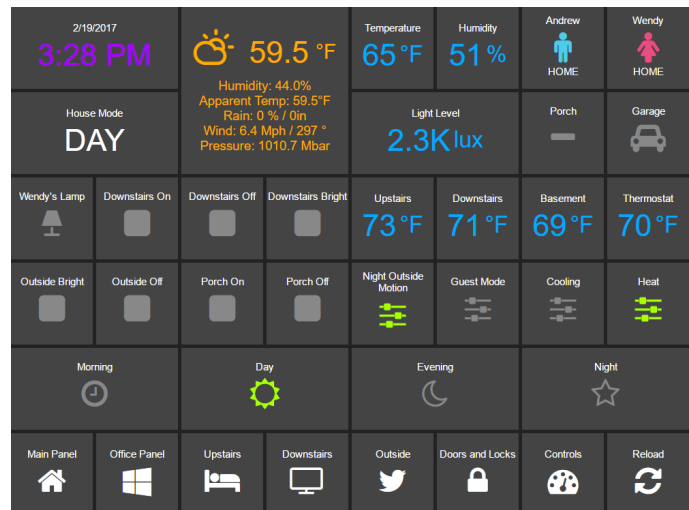 2/19/2017
3:28 PM
59.5 °F
Humidity: 44.0%
Apparent Temp: 59.5°F
Rain: 0 % / 0in
Wind: 6.4 Mph / 297 °
Pressure: 1010.7 Mbar
Temperature
65°F
Humidity
51%
Andrew
HOME
Wendy
HOME
House Mode
DAY
Light Level
2.3K lux
Porch
Garage
Wendy's Lamp
Downstairs On
Downstairs Off
Downstairs Bright
Upstairs
73°F
Downstairs
71°F
Basement
69°F
Thermostat
70°F
Outside Bright
Outside Off
Porch On
Porch Off
Night Outside
Motion
Guest Mode
Cooling
Heat
Morning
Day
Evening
Night
Main Panel
Office Panel
Upstairs
Downstairs
Outside
Doors and Locks
Controls
Reload